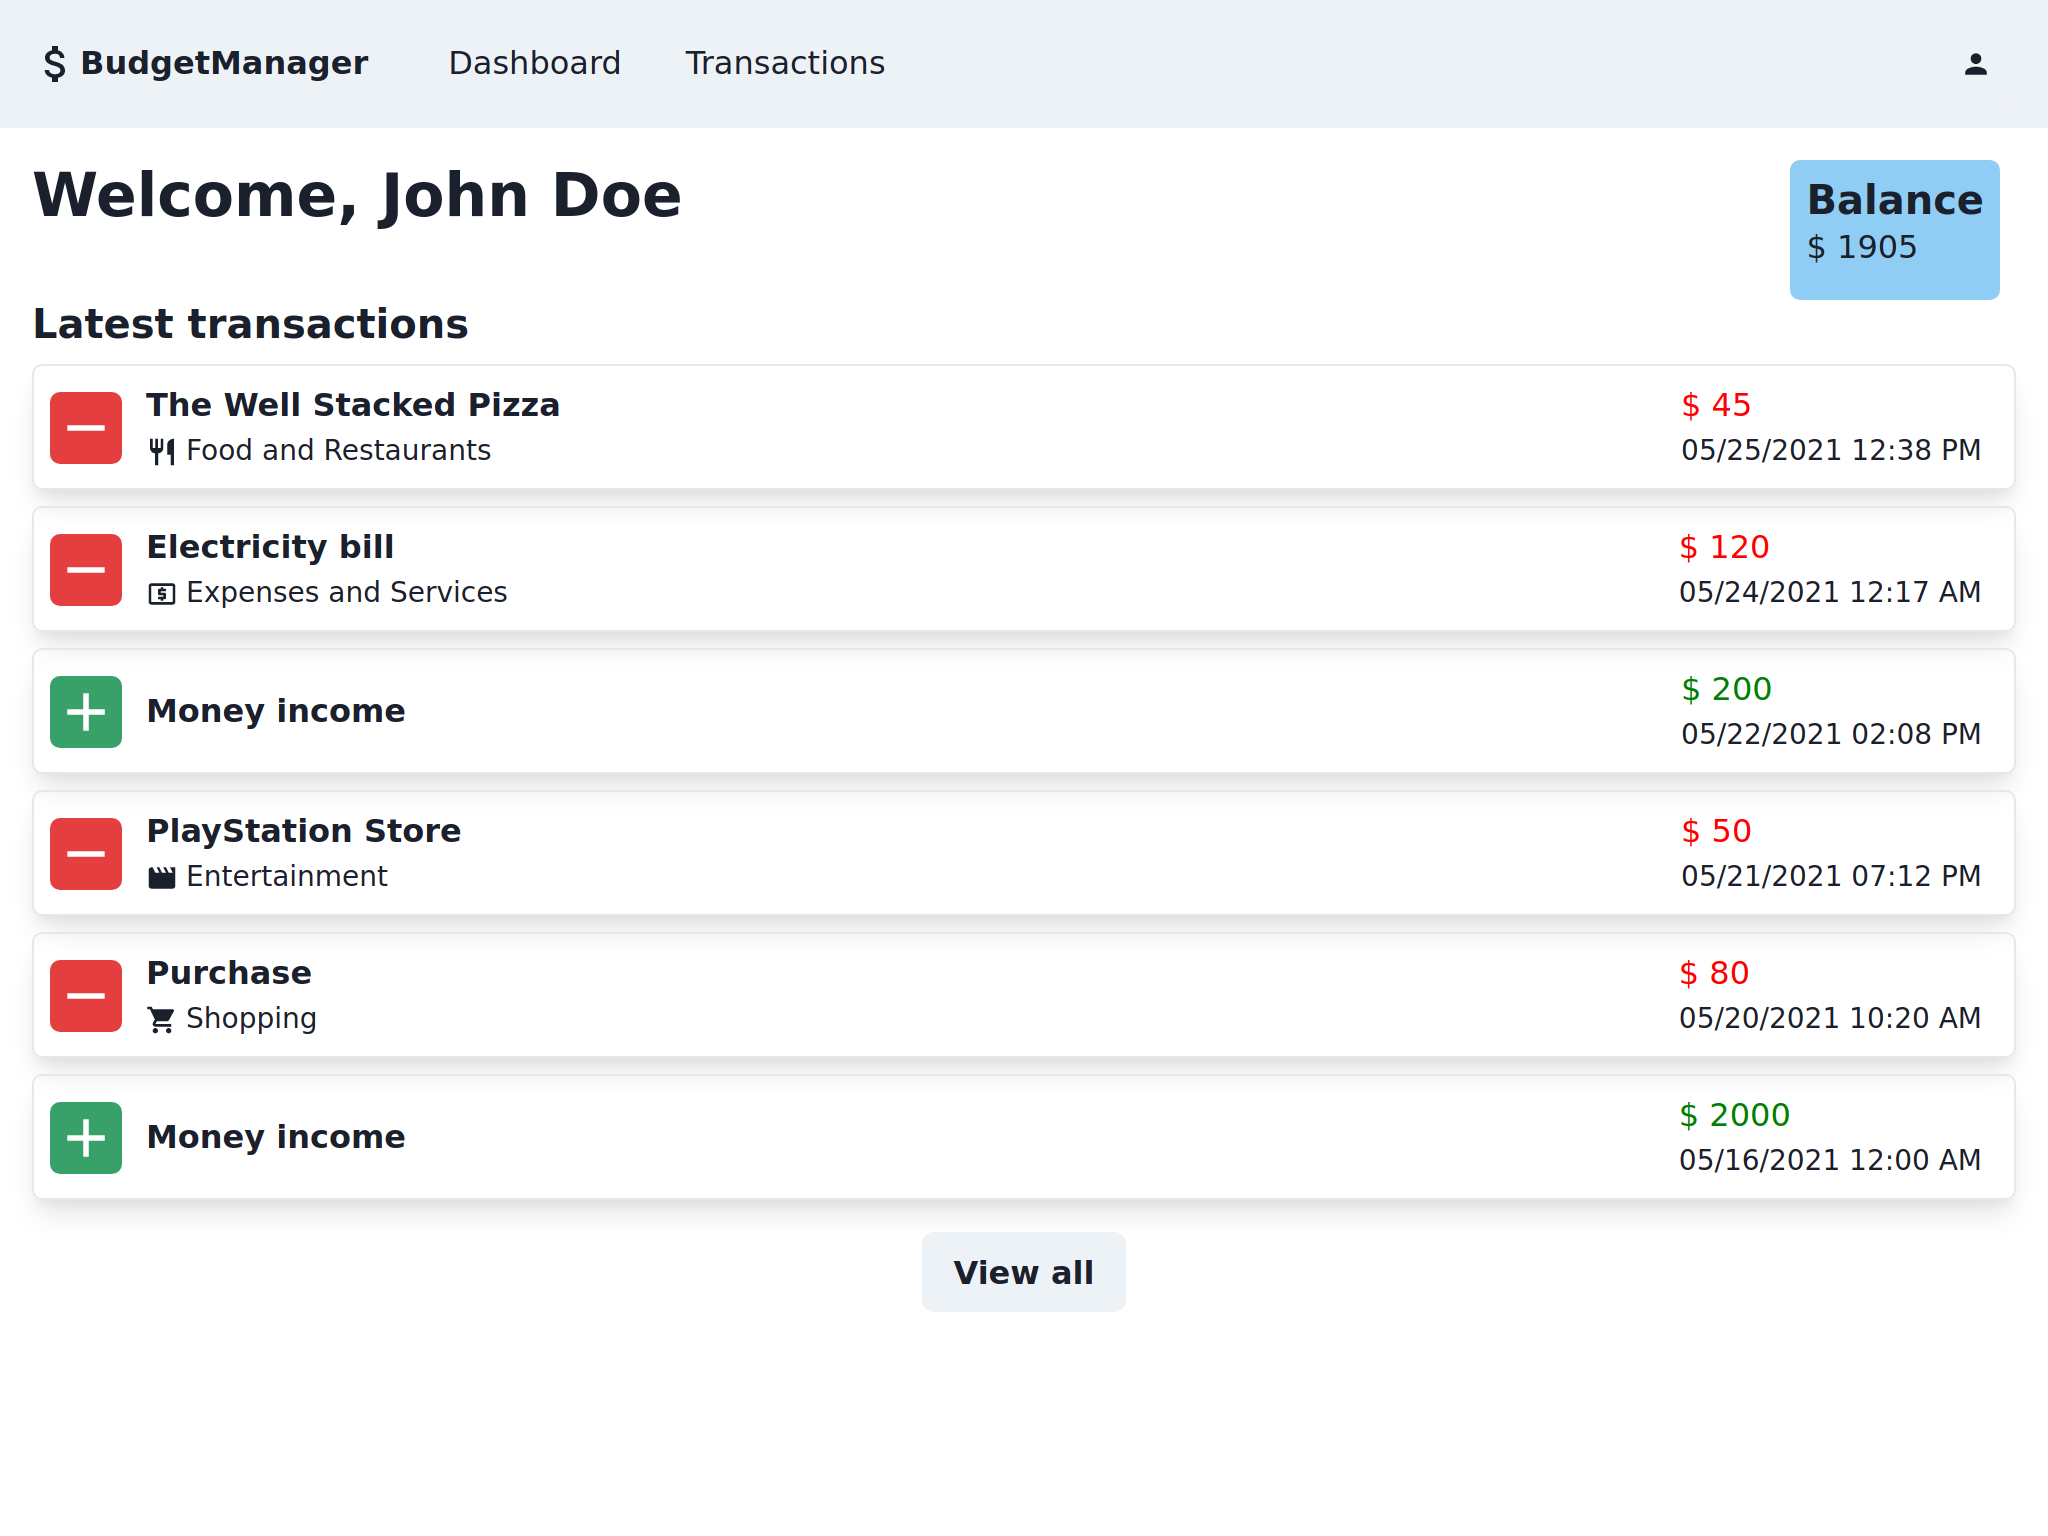 BudgetManager Dashboard Transactions
Welcome, John Doe
Balance
$ 1905
Latest transactions
The Well Stacked Pizza
Food and Restaurants
$ 45
05/25/2021 12:38 PM
Electricity bill
Expenses and Services
$ 120
05/24/2021 12:17 AM
Money income
$ 200
05/22/2021 02:08 PM
PlayStation Store
Entertainment
$ 50
05/21/2021 07:12 PM
Purchase
Shopping
$ 80
05/20/2021 10:20 AM
Money income
$ 2000
05/16/2021 12:00 AM
View all